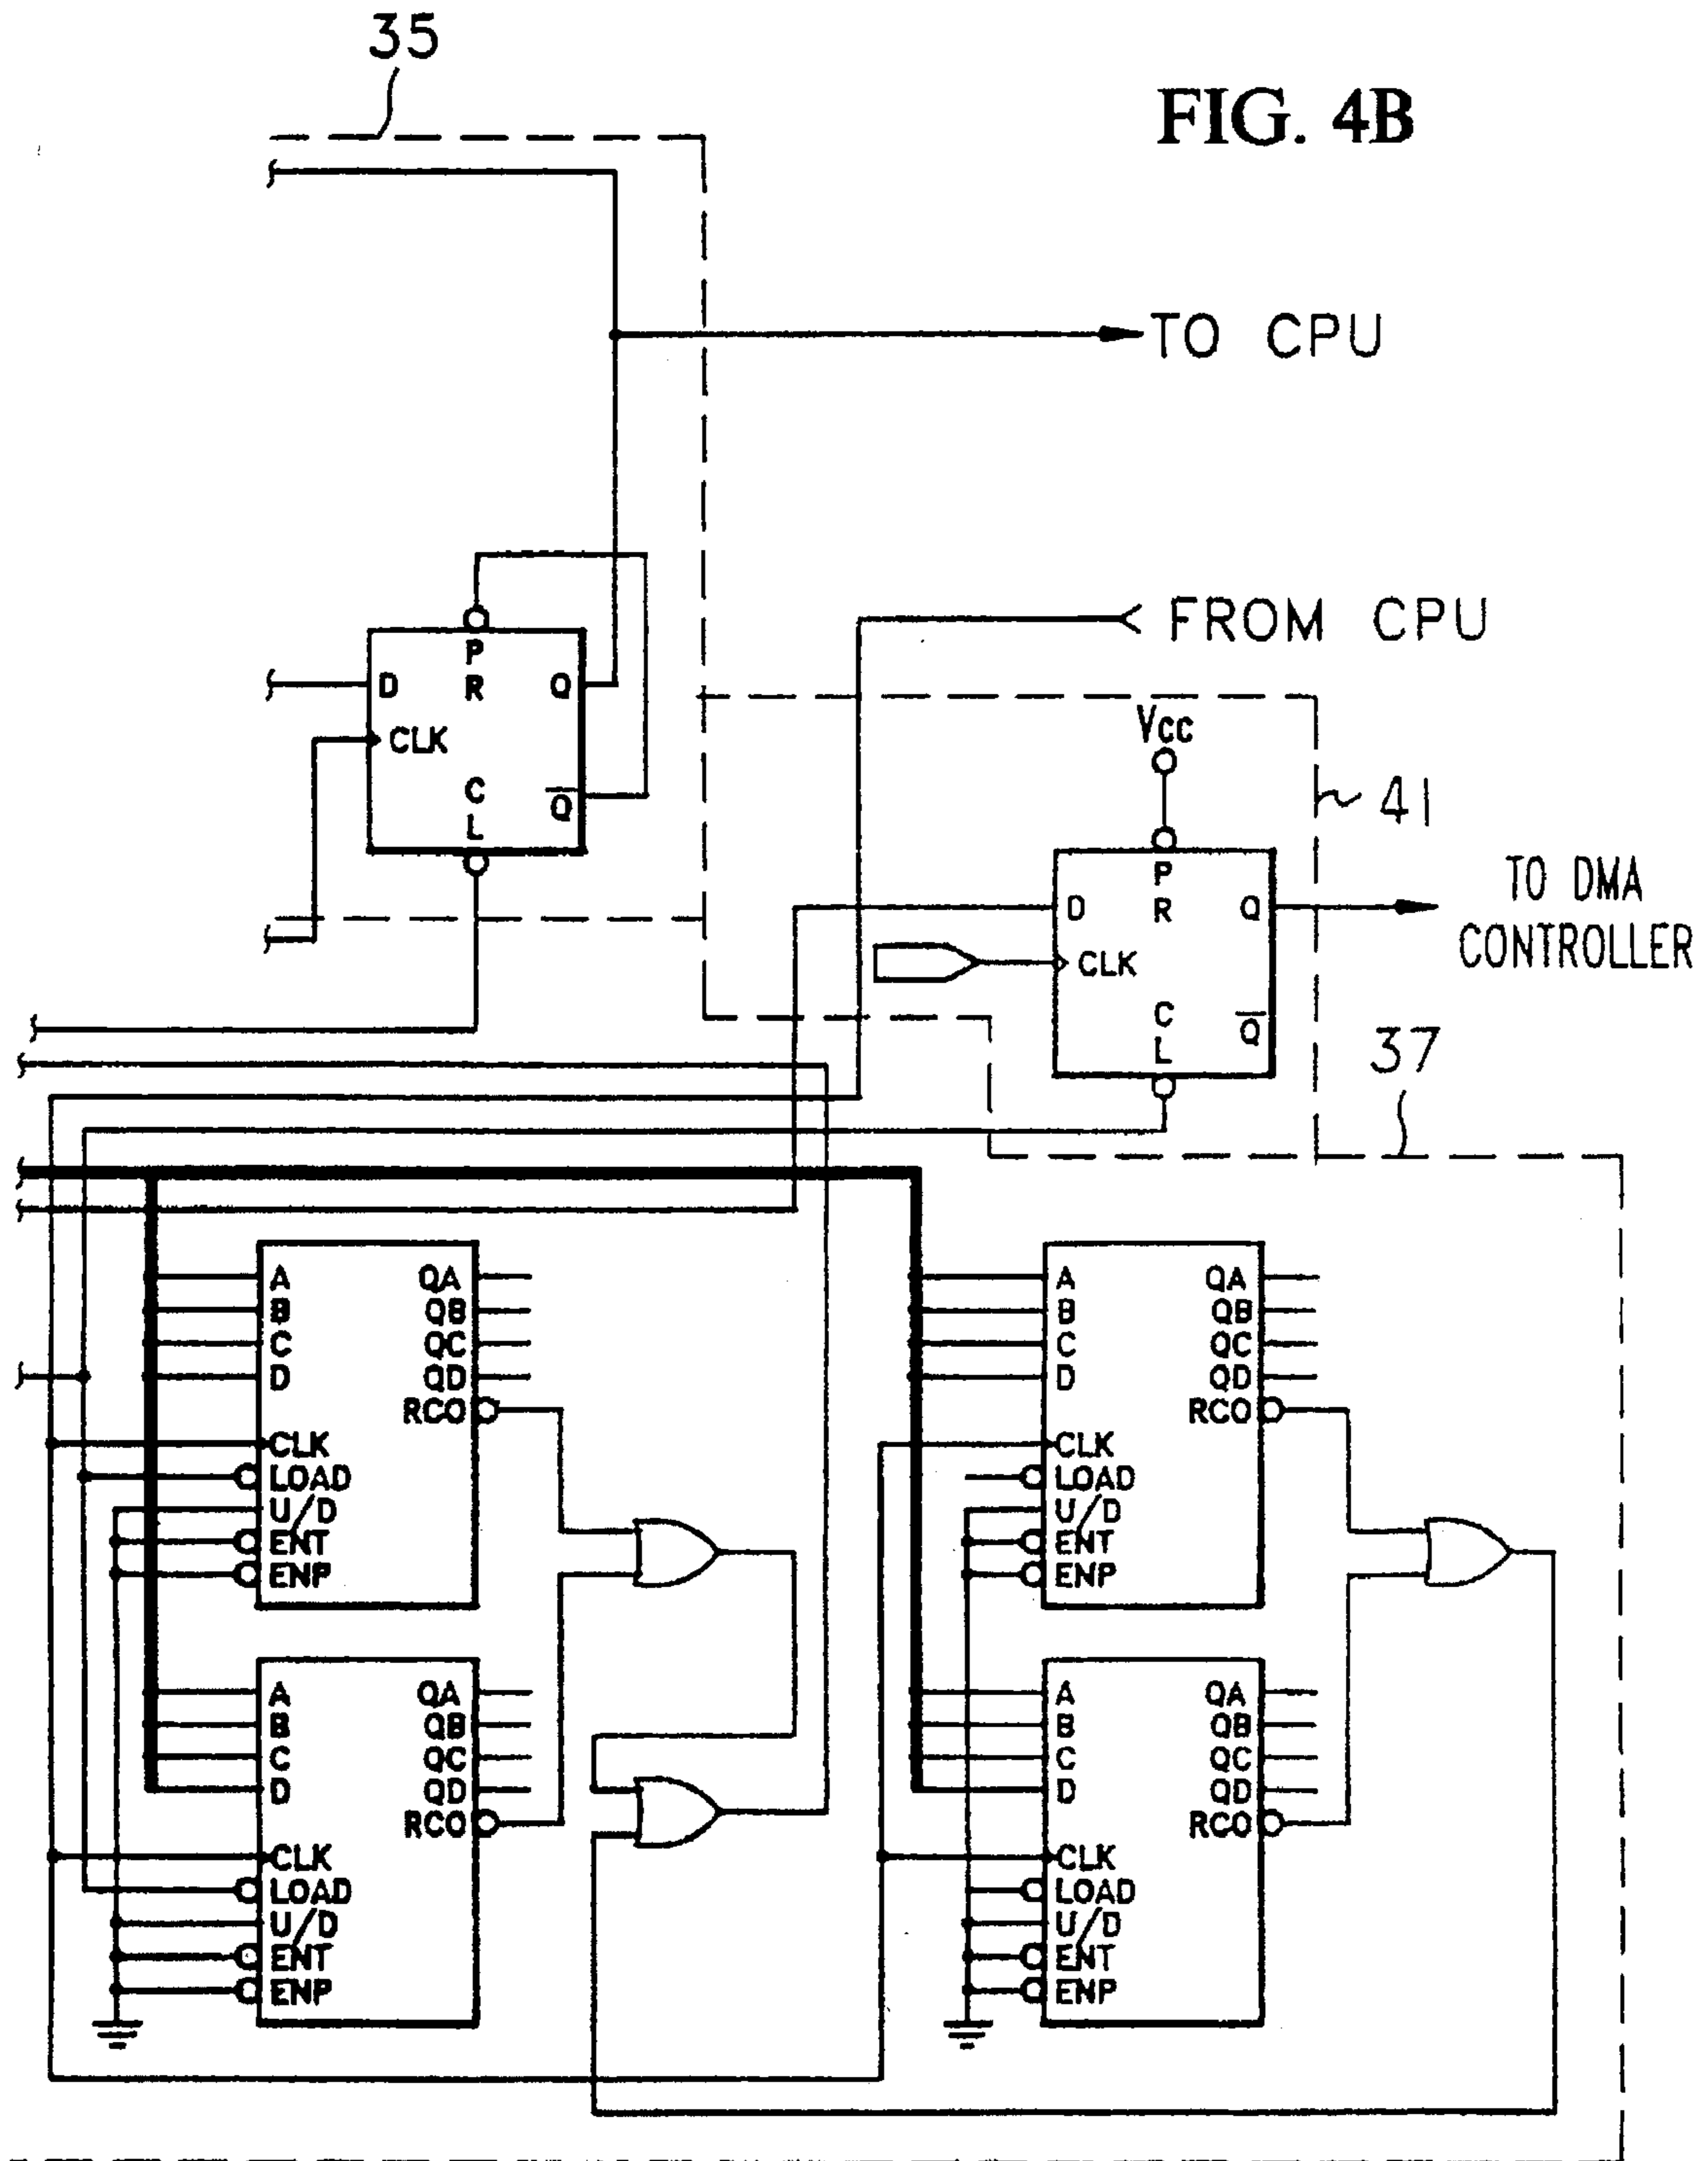 35
FIG. 4B
TO CPU
FROM CPU
P
R
D
Q
CLK
C
L
Q
Vcc
41
P
R
D
Q
CLK
C
L
Q
TO DMA
CONTROLLER
37
A QA
B QB
C QC
D QD
RCO
CLK
LOAD
U/D
ENT
ENP
A QA
B QB
C QC
D QD
RCO
CLK
LOAD
U/D
ENT
ENP
A QA
B QB
C QC
D QD
RCO
CLK
LOAD
U/D
ENT
ENP
A QA
B QB
C QC
D QD
RCO
CLK
LOAD
U/D
ENT
ENP